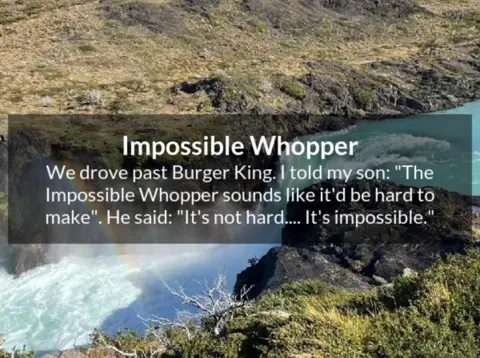 Impossible Whopper
We drove past Burger King. I told my son: "The
Impossible Whopper sounds like it'd be hard to
make". He said: "It's not hard.... It's impossible."